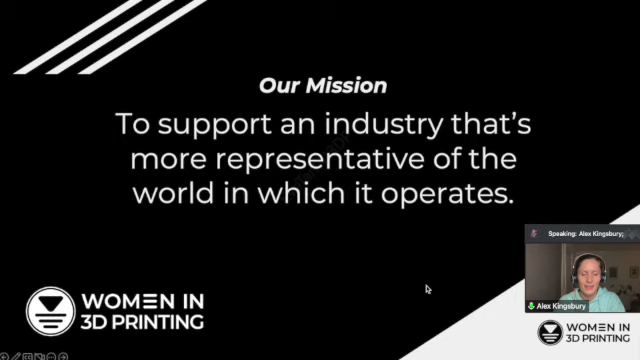 Our Mission
To support an industry that's
more representative of the
world in which it operates.
Speaking: Alex Kingsbury;
Alex Kingsbury
WOMEN IN
3D PRINTING
WOMEN IN
3D PRINTING